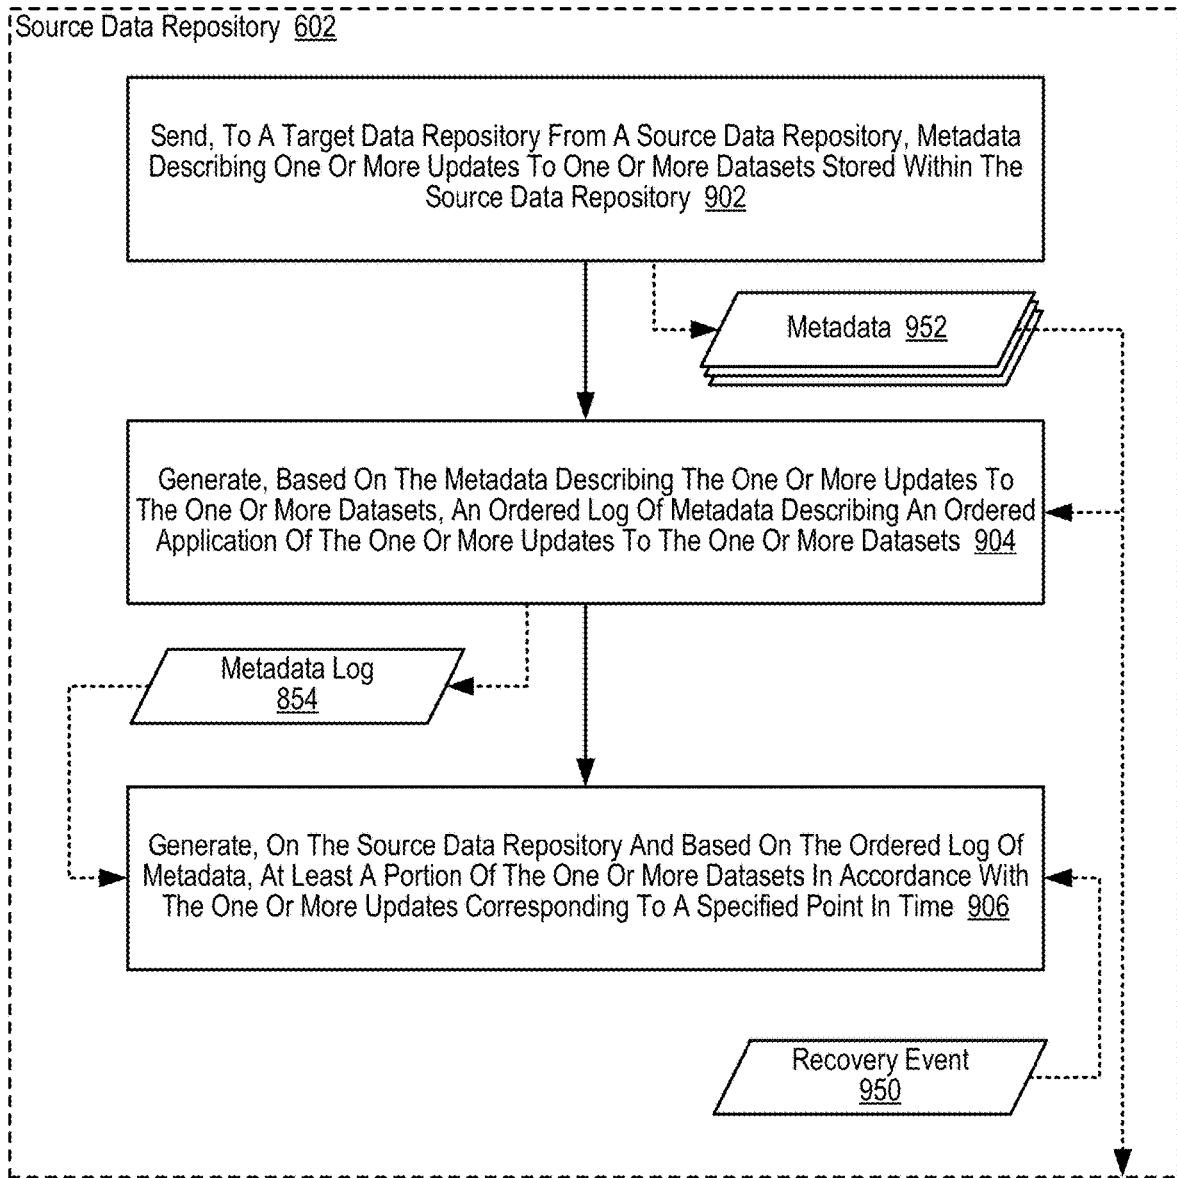 Source Data Repository 602
Send, To A Target Data Repository From A Source Data Repository, Metadata
Describing One Or More Updates To One Or More Datasets Stored Within The
Source Data Repository 902
Metadata 952
Generate, Based On The Metadata Describing The One Or More Updates To
The One Or More Datasets, An Ordered Log Of Metadata Describing An Ordered
Application Of The One Or More Updates To The One Or More Datasets 904
Metadata Log
854
Generate, On The Source Data Repository And Based On The Ordered Log Of
Metadata, At Least A Portion Of The One Or More Datasets In Accordance With
The One Or More Updates Corresponding To A Specified Point In Time 906
Recovery Event
950